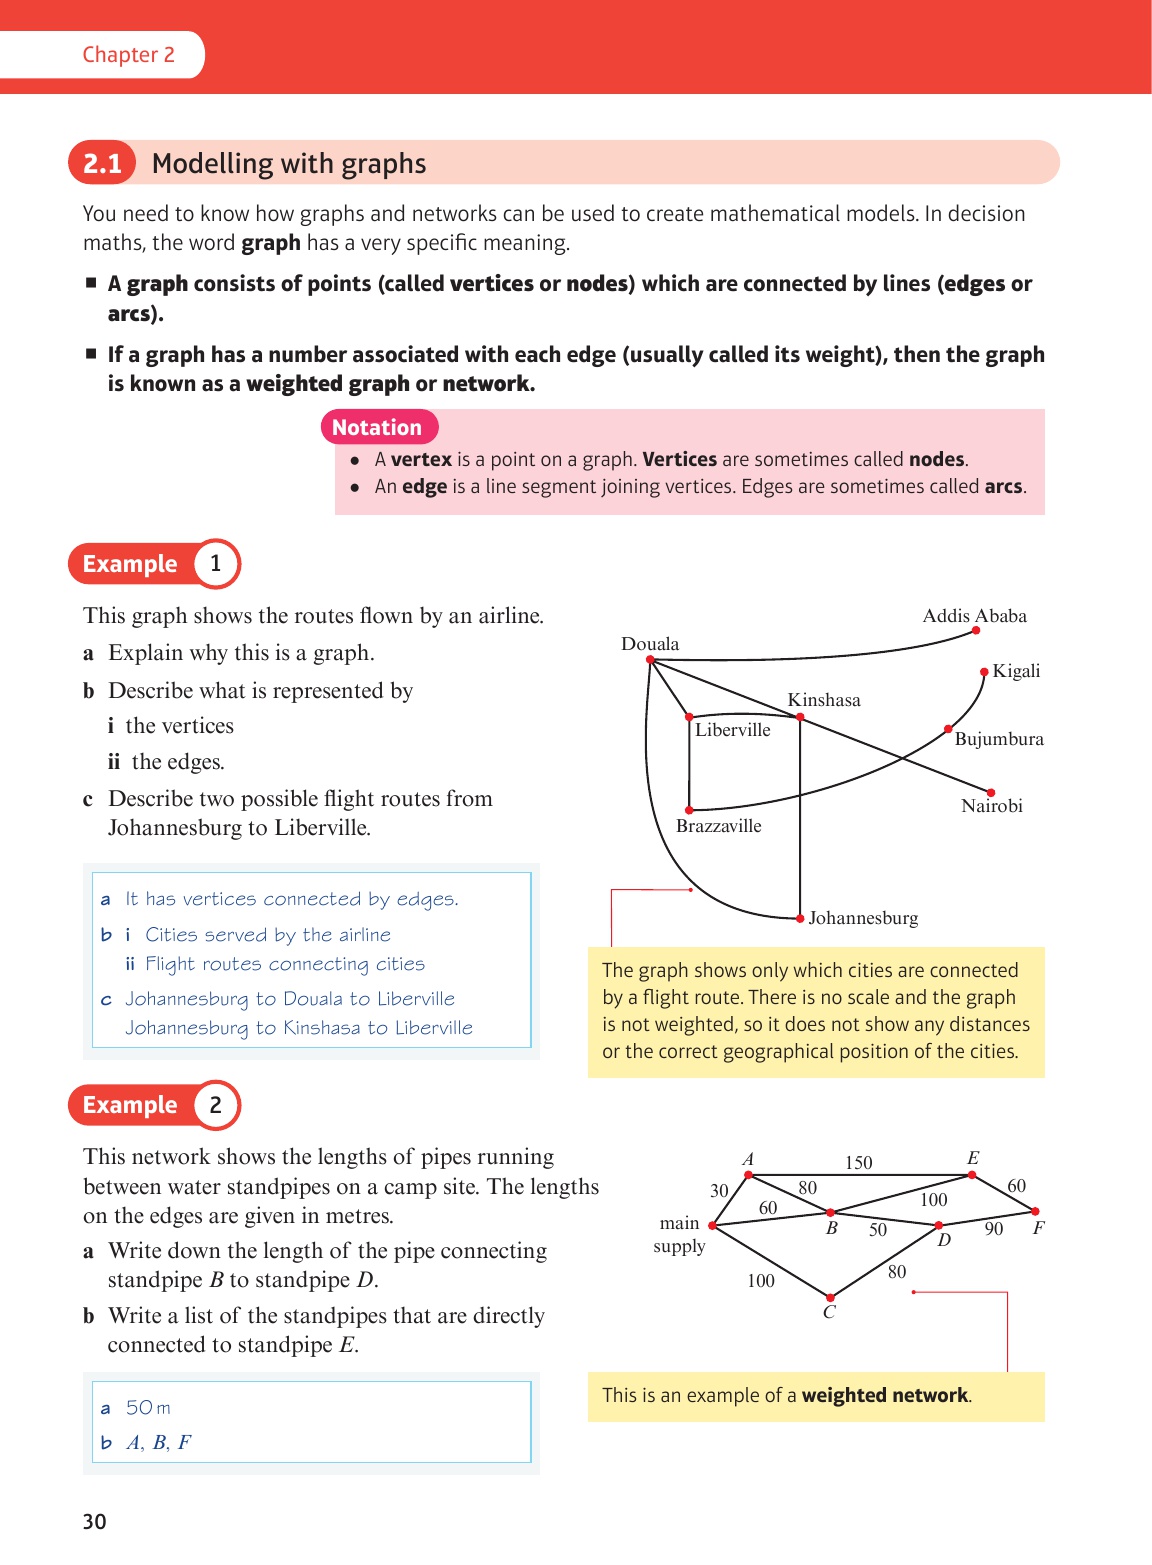 Chapter 2
2.1 Modelling with graphs
You need to know how graphs and networks can be used to create mathematical models. In decision
maths, the word graph has a very specific meaning.
■ A graph consists of points (called vertices or nodes) which are connected by lines (edges or
arcs).
■ If a graph has a number associated with each edge (usually called its weight), then the graph
is known as a weighted graph or network.
Notation
● A vertex is a point on a graph. Vertices are sometimes called nodes.
● An edge is a line segment joining vertices. Edges are sometimes called arcs.
Example 1
This graph shows the routes flown by an airline.
a Explain why this is a graph.
b Describe what is represented by
i the vertices
ii the edges.
c Describe two possible flight routes from
Johannesburg to Liberville.
Addis Ababa
Douala
Kigali
Kinshasa
Liberville
Bujumbura
Nairobi
Brazzaville
Johannesburg
a It has vertices connected by edges.
b i Cities served by the airline
ii Flight routes connecting cities
c Johannesburg to Douala to Liberville
Johannesburg to Kinshasa to Liberville
The graph shows only which cities are connected
by a flight route. There is no scale and the graph
is not weighted, so it does not show any distances
or the correct geographical position of the cities.
Example 2
This network shows the lengths of pipes running
between water standpipes on a camp site. The lengths
on the edges are given in metres.
a Write down the length of the pipe connecting
standpipe B to standpipe D.
b Write a list of the standpipes that are directly
connected to standpipe E.
A
150
E
30
80
60
100
60
main
supply
B
50
D
90
F
100
80
C
a 50 m
b A, B, F
This is an example of a weighted network.
30